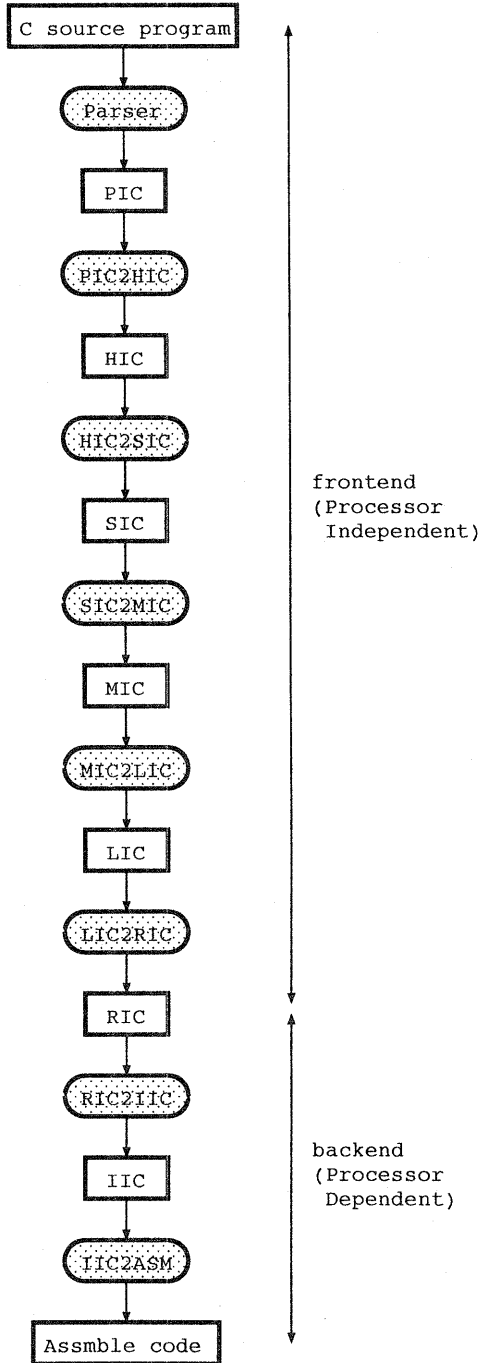 C source program
Parser
PIC
PIC2HIC
HIC
HIC2SIC
SIC
SIC2MIC
MIC
MIC2LIC
LIC
LIC2RIC
RIC
RIC2IIC
IIC
IIC2ASM
Assmble code
frontend
(Processor
Independent)
backend
(Processor
Dependent)